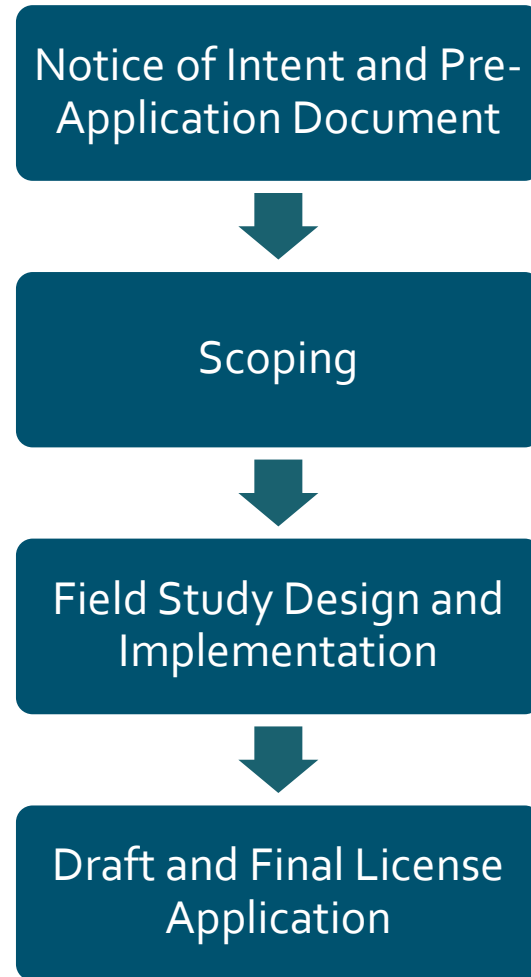 Notice of Intent and Pre-
Application Document
Scoping
Field Study Design and
Implementation
Draft and Final License
Application